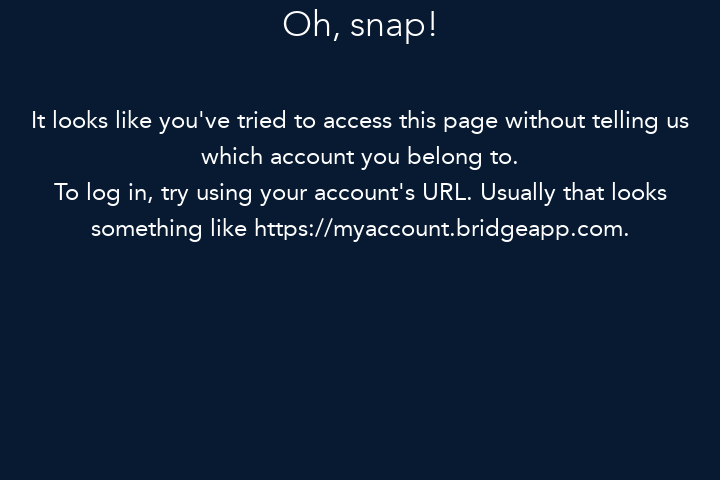 Oh, snap!
It looks like you've tried to access this page without telling us
which account you belong to.
To log in, try using your account's URL. Usually that looks
something like https://myaccount.bridgeapp.com.